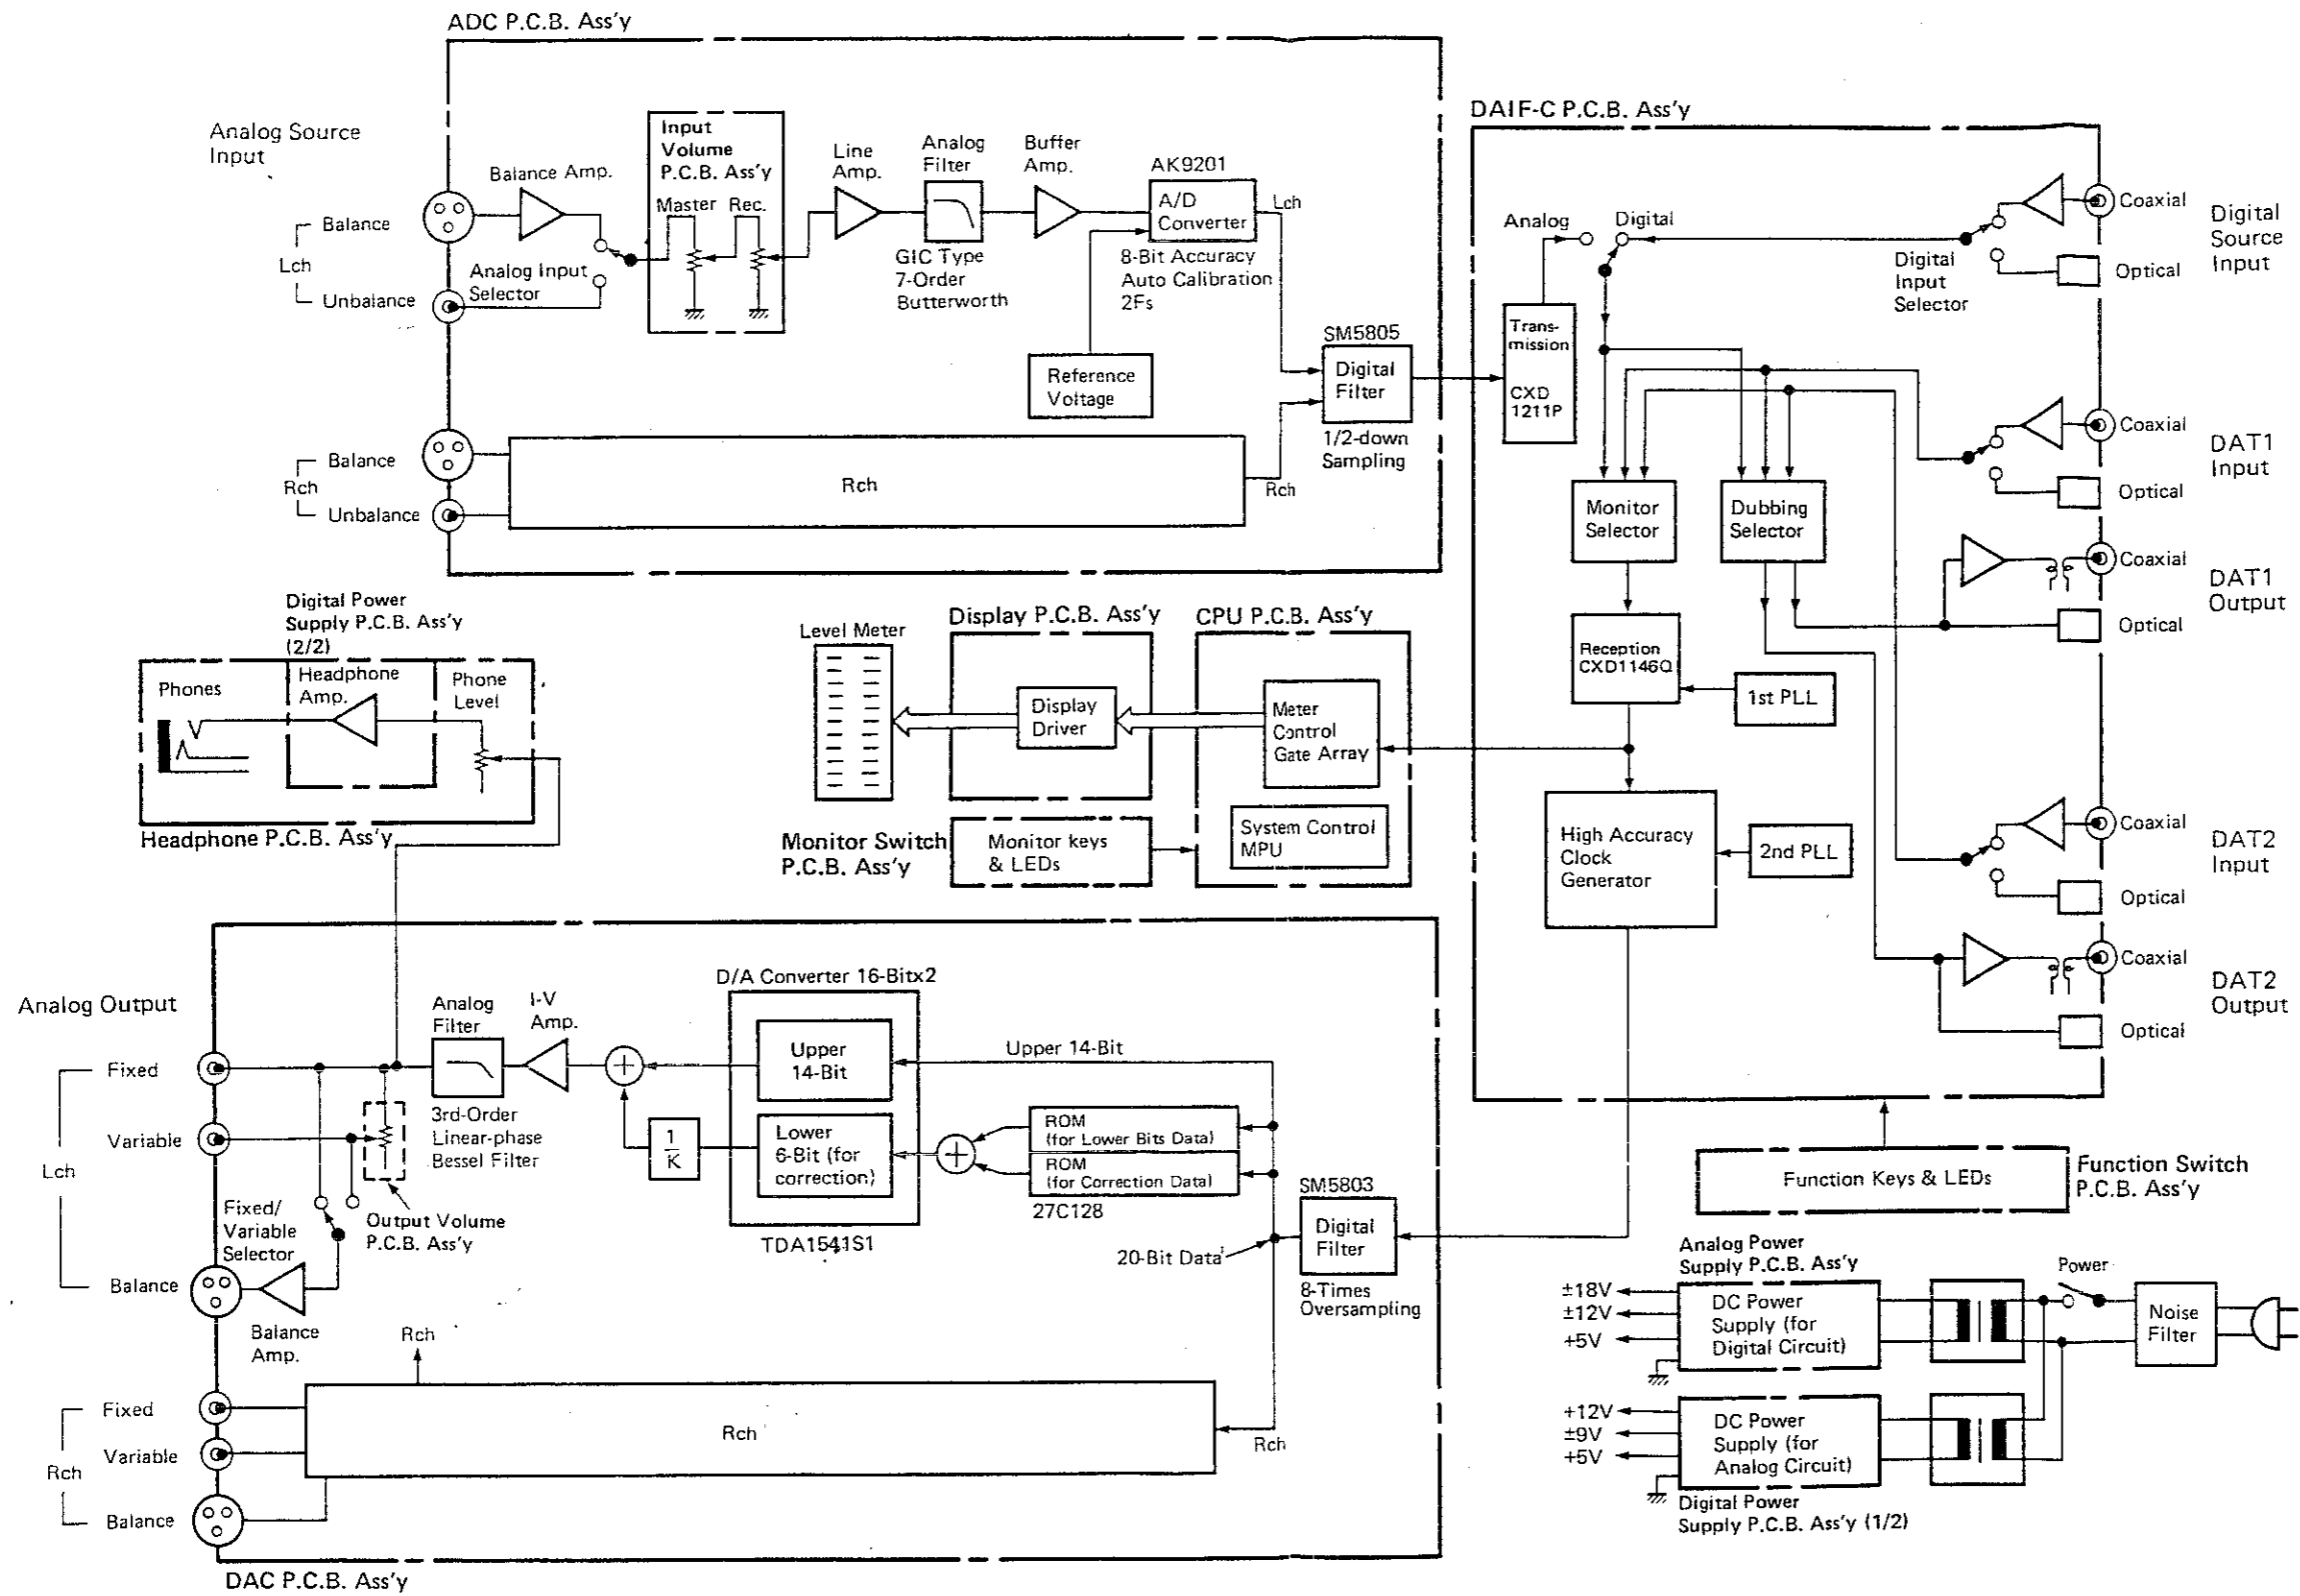 ADC P.C.B. Ass'y
Analog Source
Input
Balance
Lch
Unbalance
Balance Amp.
Analog Input
Selector
Input
Volume
P.C.B. Ass'y
Master
Rec.
Line
Amp.
Analog
Filter
GIC Type
7-Order
Butterworth
Buffer
Amp.
AK9201
A/D
Converter
8-Bit Accuracy
Auto Calibration
2Fs
Lch
Reference
Voltage
SM5805
Digital
Filter
1/2-down
Sampling
Balance
Rch
Unbalance
Rch
Rch
DAIF-C P.C.B. Ass'y
Analog
Digital
Trans-
mission
CXD
1211P
Digital
Input
Selector
Coaxial
Optical
Digital
Source
Input
Coaxial
Optical
DAT1
Input
Coaxial
Optical
DAT1
Output
Monitor
Selector
Dubbing
Selector
Reception
CXD1146Q
1st PLL
High Accuracy
Clock
Generator
2nd PLL
Coaxial
Optical
DAT2
Input
Coaxial
Optical
DAT2
Output
Digital Power
Supply P.C.B. Ass'y
(2/2)
Phones
Headphone
Amp.
Phone
Level
Headphone P.C.B. Ass'y
Level Meter
Display P.C.B. Ass'y
Display
Driver
CPU P.C.B. Ass'y
Meter
Control
Gate Array
System Control
MPU
Monitor Switch
P.C.B. Ass'y
Monitor keys
& LEDs
Analog Output
Fixed
Variable
Lch
Balance
Analog
Filter
3rd-Order
Linear-phase
Bessel Filter
I-V
Amp.
D/A Converter 16-Bitx2
Upper
14-Bit
Lower
6-Bit (for
correction)
TDA1541S1
1
K
Upper 14-Bit
ROM
(for Lower Bits Data)
ROM
(for Correction Data)
27C128
20-Bit Data
SM5803
Digital
Filter
8-Times
Oversampling
Fixed/
Variable
Selector
Output Volume
P.C.B. Ass'y
Balance
Amp.
Rch
Fixed
Variable
Rch
Balance
Rch
Rch
DAC P.C.B. Ass'y
Function Keys & LEDs
Function Switch
P.C.B. Ass'y
Analog Power
Supply P.C.B. Ass'y
±18V
±12V
+5V
DC Power
Supply (for
Digital Circuit)
Power
Noise
Filter
+12V
±9V
+5V
DC Power
Supply (for
Analog Circuit)
Digital Power
Supply P.C.B. Ass'y (1/2)